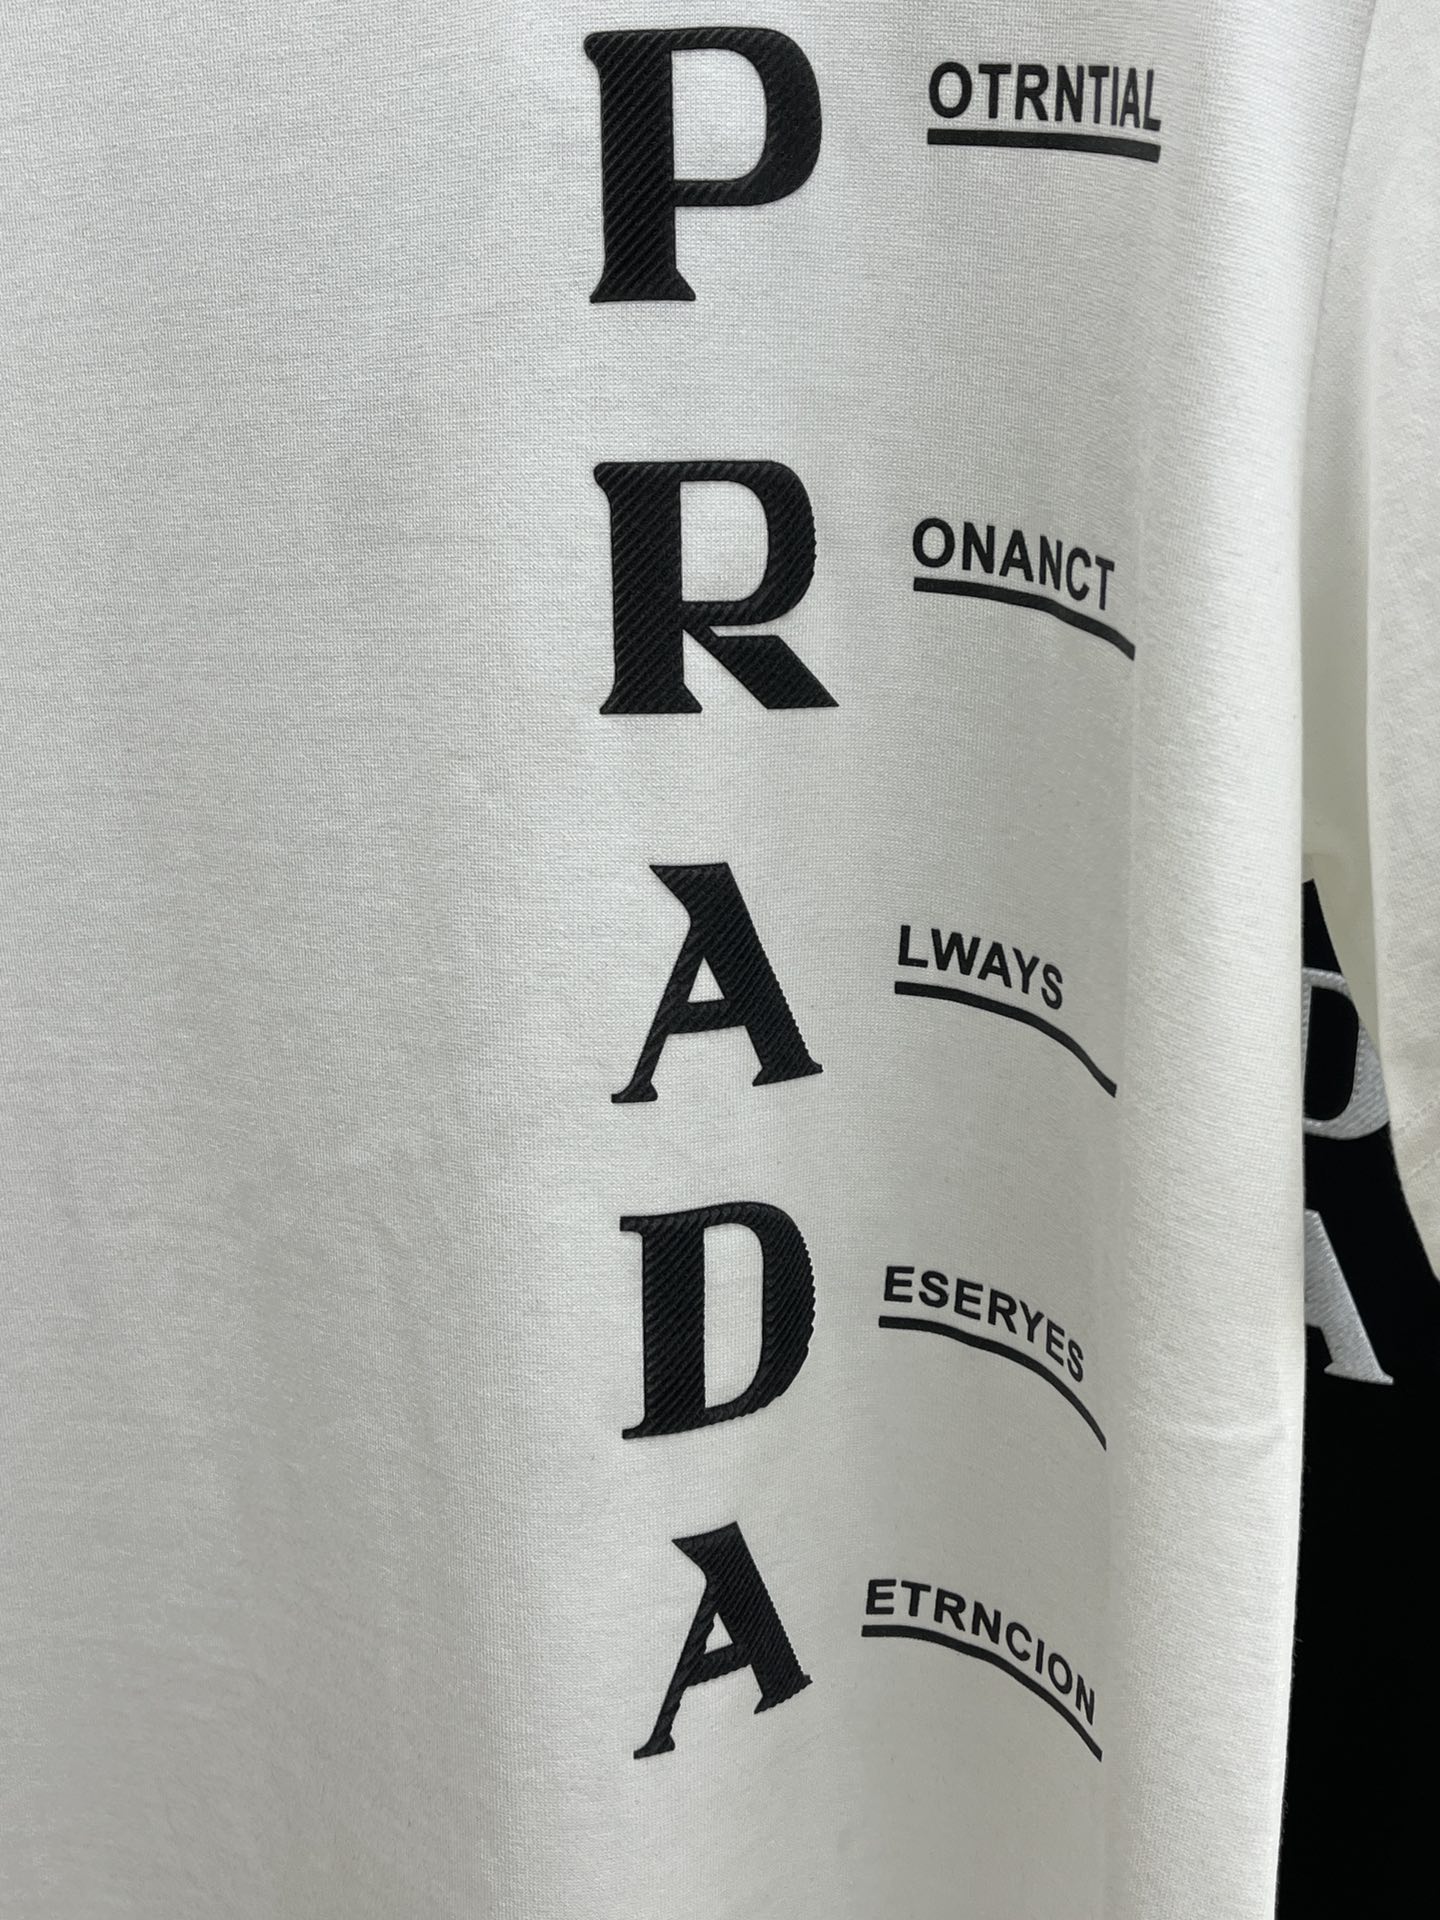 P OTRNTIAL
R ONANCT
A LWAYS
D ESERYES
A ETRNCION
D
A